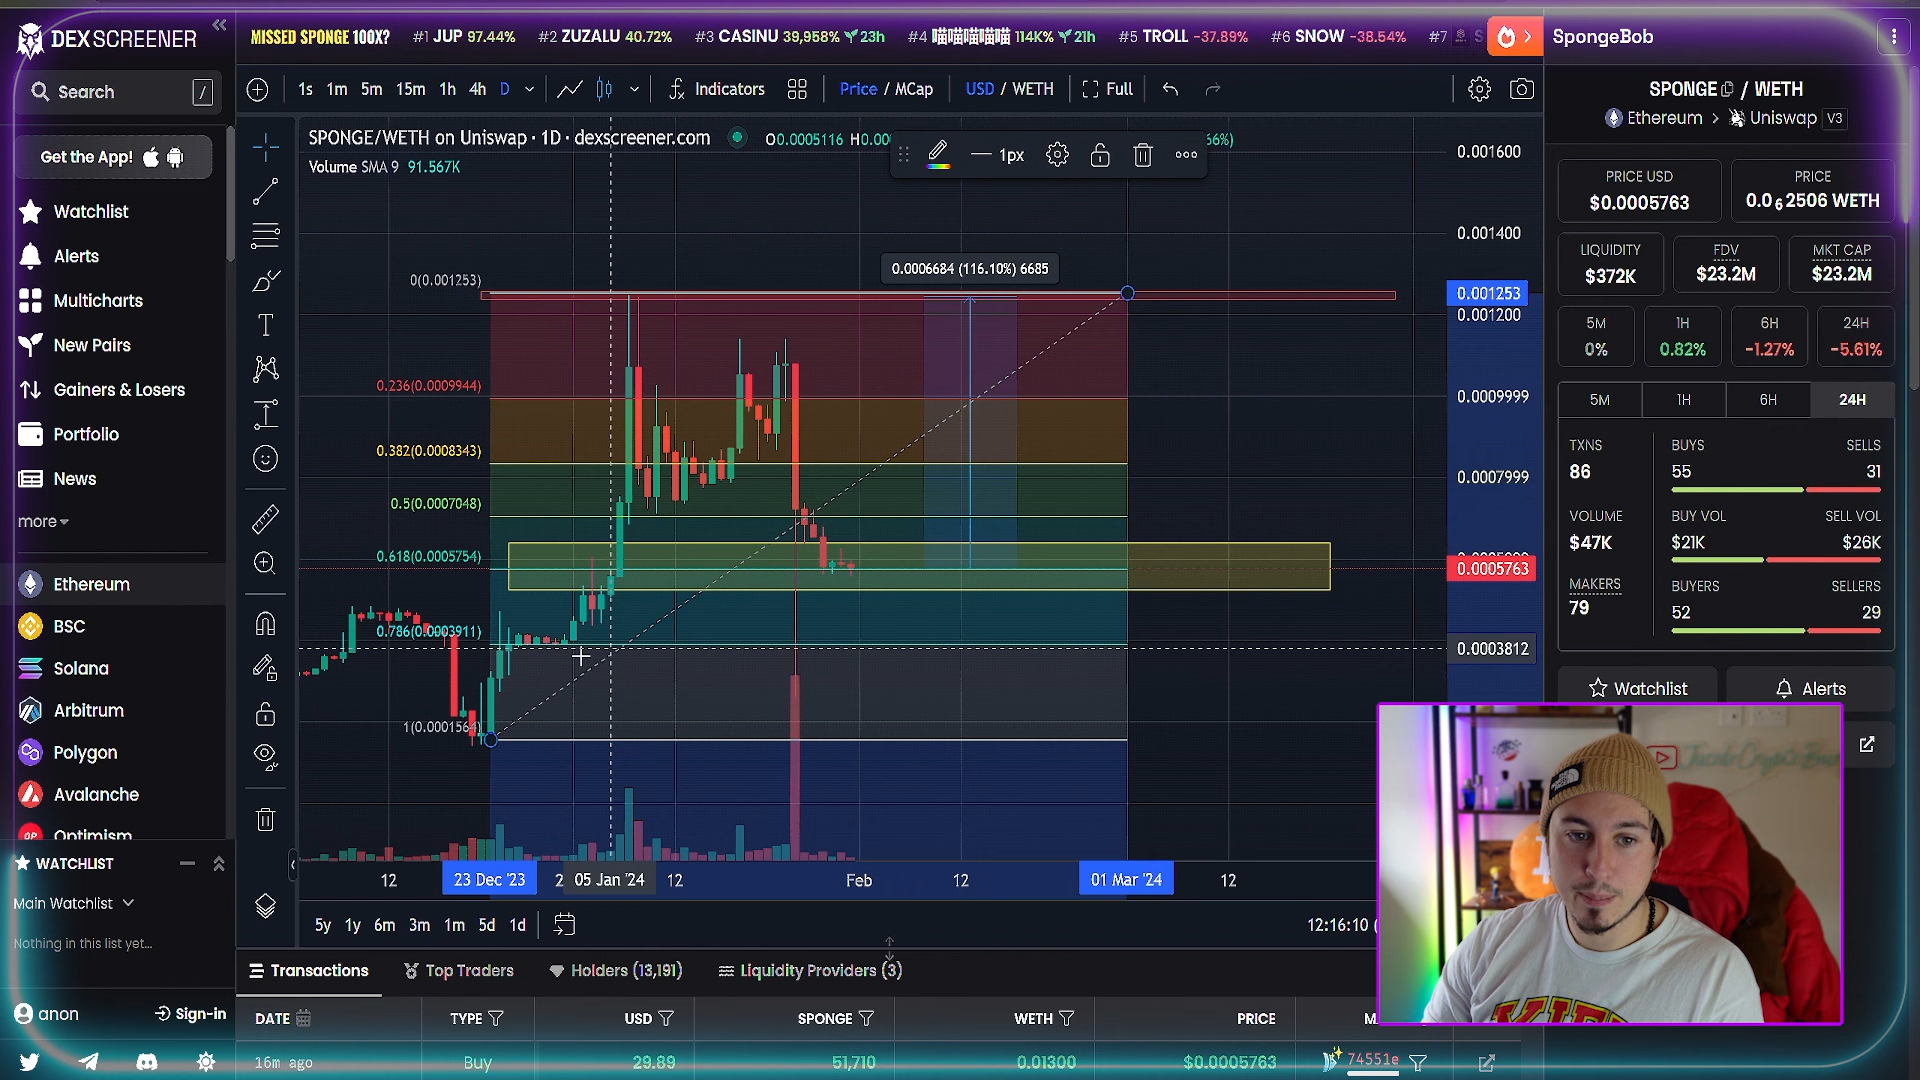 DEXSCREENER
MISSED SPONGE 100X? #1 JUP 97.44% #2 ZUZALU 40.72% #3 CASINU 39,958% 23h #4 喵喵喵喵喵 114K% 21h #5 TROLL -37.89% #6 SNOW -38.54% #7
SpongeBob
Search /
1s 1m 5m 15m 1h 4h D Indicators Price / MCap USD / WETH Full
SPONGE / WETH
Ethereum > Uniswap V3
Get the App!
SPONGE/WETH on Uniswap · 1D · dexscreener.com O0.0005116 H0.00
Volume SMA 9 91.567K
1px
PRICE USD
$0.0005763
PRICE
0.0₆2506 WETH
LIQUIDITY
$372K
FDV
$23.2M
MKT CAP
$23.2M
5M
0%
1H
0.82%
6H
-1.27%
24H
-5.61%
5M 1H 6H 24H
TXNS
86
BUYS SELLS
55 31
VOLUME
$47K
BUY VOL SELL VOL
$21K $26K
MAKERS
79
BUYERS SELLERS
52 29
Watchlist
Alerts
Watchlist
Alerts
Multicharts
New Pairs
Gainers & Losers
Portfolio
News
more
Ethereum
BSC
Solana
Arbitrum
Polygon
Avalanche
Optimism
WATCHLIST
Main Watchlist
Nothing in this list yet...
anon Sign-in
0.0006684 (116.10%) 6685
0(0.001253)
0.236(0.0009944)
0.382(0.0008343)
0.5(0.0007048)
0.618(0.0005754)
0.786(0.0003911)
1(0.0001564)
0.001600
0.001400
0.001253
0.001200
0.0009999
0.0007999
0.0005763
0.0003812
12 23 Dec '23 2 05 Jan '24 12 Feb 12 01 Mar '24 12
5y 1y 6m 3m 1m 5d 1d
12:16:10
Transactions Top Traders Holders (13,191) Liquidity Providers (3)
DATE TYPE USD SPONGE WETH PRICE
16m ago Buy 29.89 51,710 0.01300 $0.0005763 74551e